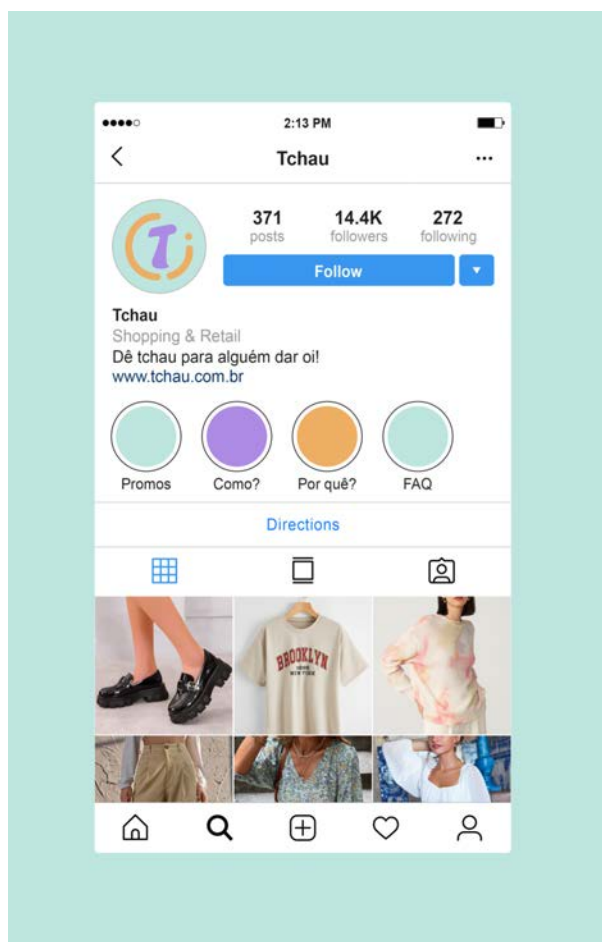 2:13 PM
Tchau
371 14.4K 272
posts followers following
T
Follow
Tchau
Shopping & Retail
Dê tchau para alguém dar oi!
www.tchau.com.br
Promos Como? Por quê? FAQ
Directions
BROOKLYN
NEW YORK